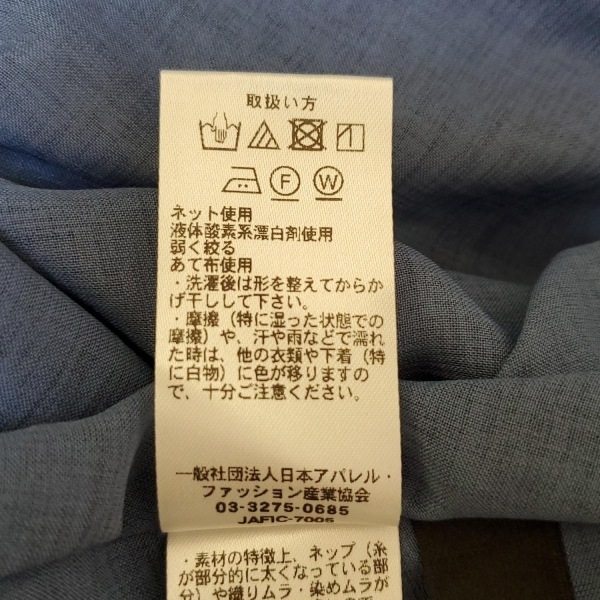 取扱い方
F W
ネット使用
液体酸素系漂白剤使用
弱く絞る
あて布使用
・洗濯後は形を整えてからか
げ干しして下さい。
・摩擦（特に湿った状態での
摩擦）や、汗や雨などで濡れ
た時は、他の衣類や下着（特
に白物）に色が移りますの
で、十分ご注意ください。
一般社団法人日本アパレル・
ファッション産業協会
03-3275-0685
JAFIC-7005
・素材の特徴上、ネップ（糸
が部分的に太くなっている部
分）や織りムラ・染めムラが